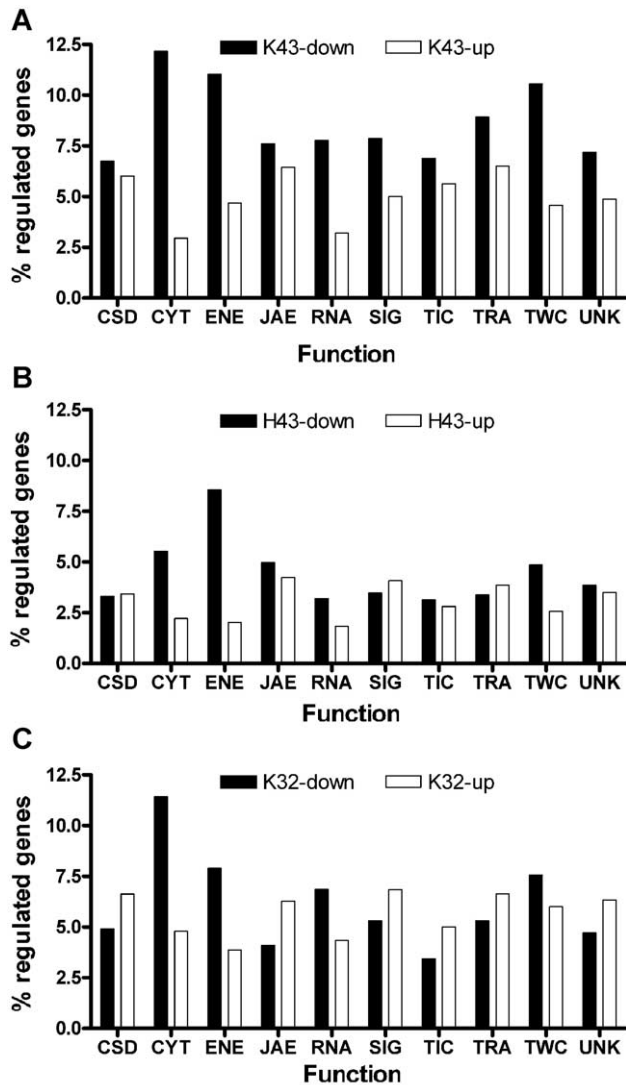 A
K43-down K43-up
12.5
10.0
7.5
5.0
2.5
0.0
% regulated genes
CSD CYT ENE JAE RNA SIG TIC TRA TWC UNK
Function
B
H43-down H43-up
12.5
10.0
7.5
5.0
2.5
0.0
% regulated genes
CSD CYT ENE JAE RNA SIG TIC TRA TWC UNK
Function
C
K32-down K32-up
12.5
10.0
7.5
5.0
2.5
0.0
% regulated genes
CSD CYT ENE JAE RNA SIG TIC TRA TWC UNK
Function